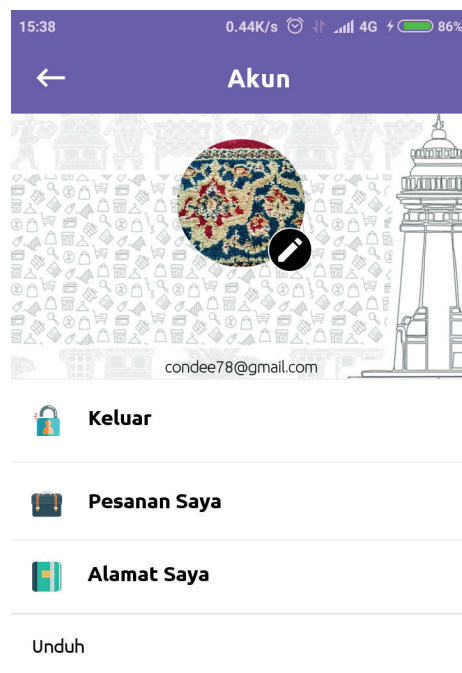 15:38 0.44K/s 4G 86%
Akun
condee78@gmail.com
Keluar
Pesanan Saya
Alamat Saya
Unduh